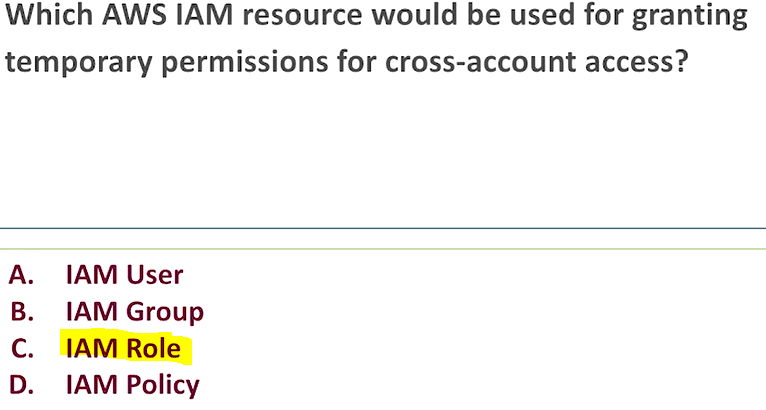 Which AWS IAM resource would be used for granting
temporary permissions for cross-account access?
A. IAM User
B. IAM Group
C. IAM Role
D. IAM Policy